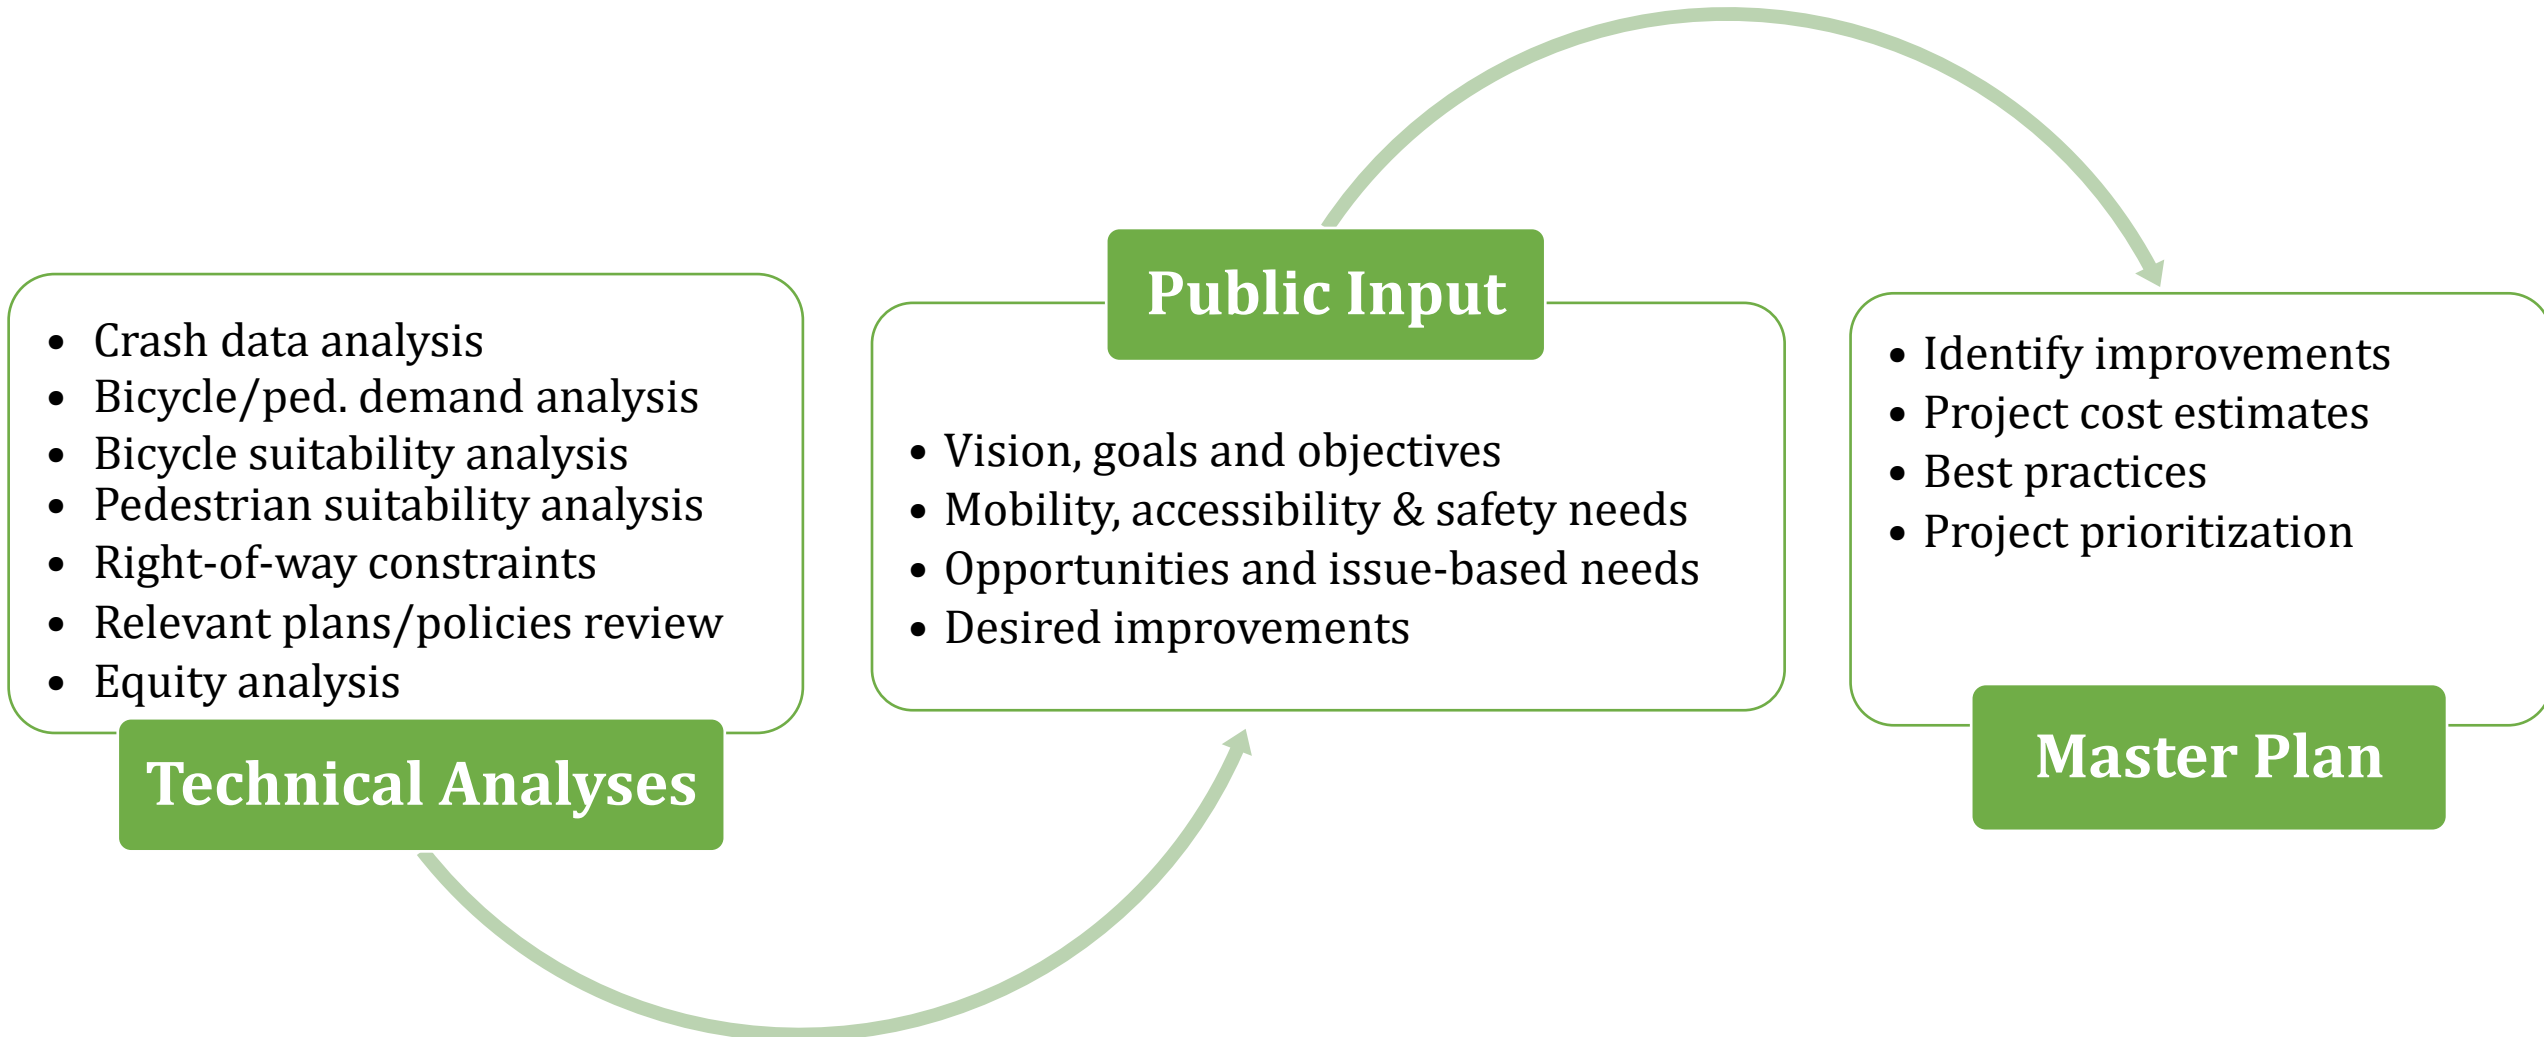 • Crash data analysis
• Bicycle/ped. demand analysis
• Bicycle suitability analysis
• Pedestrian suitability analysis
• Right-of-way constraints
• Relevant plans/policies review
• Equity analysis
Technical Analyses
Public Input
• Vision, goals and objectives
• Mobility, accessibility & safety needs
• Opportunities and issue-based needs
• Desired improvements
• Identify improvements
• Project cost estimates
• Best practices
• Project prioritization
Master Plan